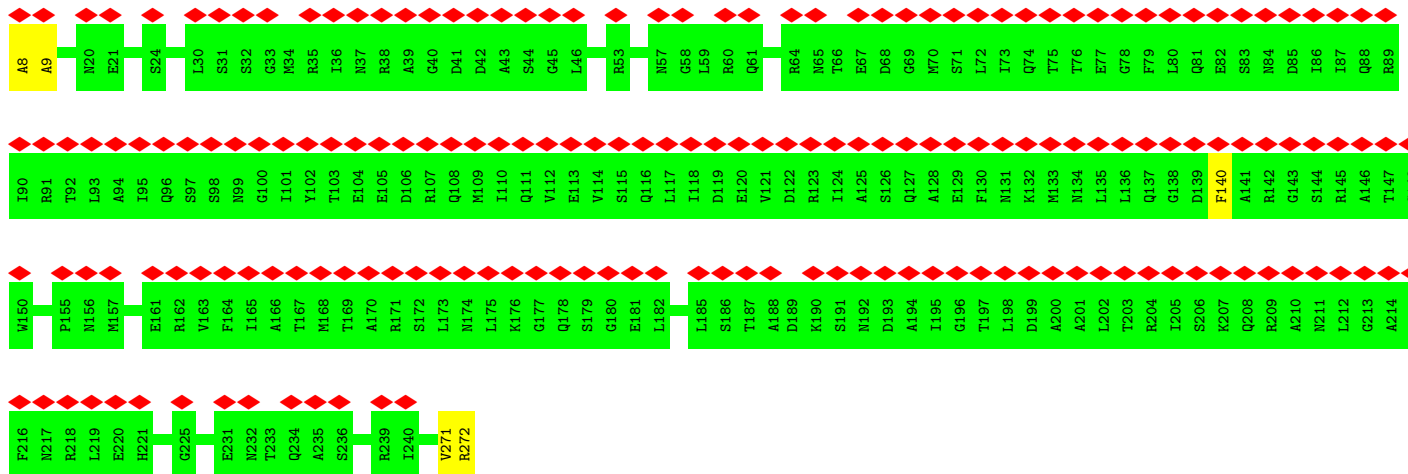 A8 A9 N20 E21 S24 L30 S31 S32 G33 M34 R35 I36 N37 R38 A39 G40 D41 D42 A43 S44 G45 L46 R53 N57 G58 L59 R60 Q61 R64 N65 T66 E67 D68 G69 M70 S71 L72 I73 Q74 T75 T76 E77 G78 F79 L80 Q81 E82 S83 N84 D85 I86 I87 Q88 R89
I90 R91 T92 L93 A94 I95 Q96 S97 S98 N99 G100 I101 Y102 T103 E104 E105 D106 R107 Q108 M109 I110 Q111 V112 E113 V114 S115 Q116 L117 I118 D119 E120 V121 D122 R123 I124 A125 S126 Q127 A128 E129 F130 N131 K132 M133 N134 L135 L136 Q137 G138 D139 F140 A141 R142 G143 S144 R145 A146 T147
W150 P155 N156 M157 E161 R162 V163 F164 I165 A166 T167 M168 T169 A170 R171 S172 L173 N174 L175 K176 G177 Q178 S179 G180 E181 L182 L185 S186 T187 A188 D189 K190 S191 N192 D193 A194 I195 G196 T197 L198 D199 A200 A201 L202 T203 R204 I205 S206 K207 Q208 R209 A210 N211 L212 G213 A214
F216 N217 R218 L219 E220 H221 G225 E231 N232 T233 Q234 A235 S236 R239 I240 V271 R272